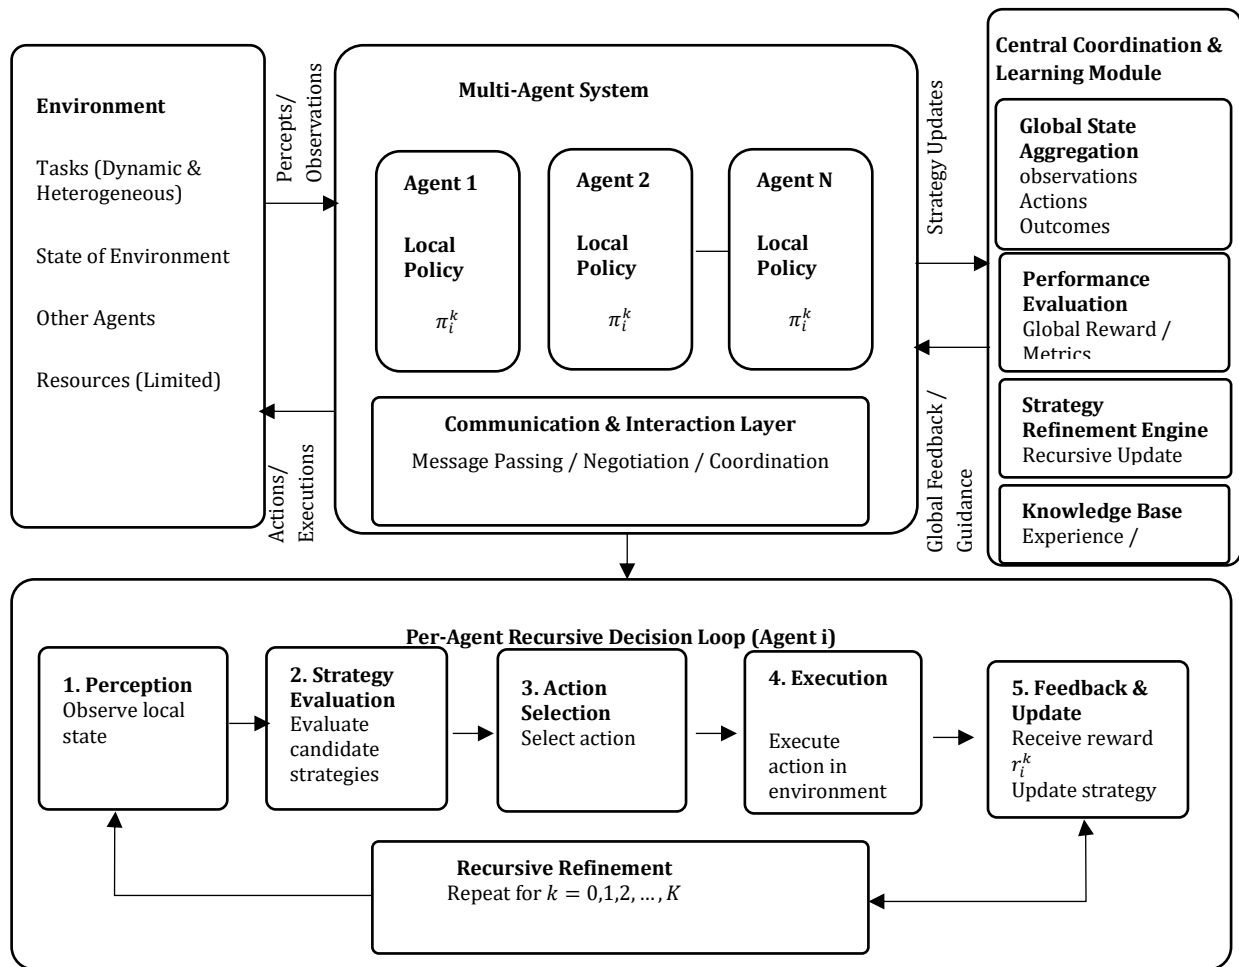 Environment
Tasks (Dynamic &
Heterogeneous)
State of Environment
Other Agents
Resources (Limited)
Percepts/
Observations
Actions/
Executions
Multi-Agent System
Agent 1
Local
Policy
π_i^k
Agent 2
Local
Policy
π_i^k
Agent N
Local
Policy
π_i^k
Communication & Interaction Layer
Message Passing / Negotiation / Coordination
Strategy Updates
Global Feedback /
Guidance
Central Coordination &
Learning Module
Global State
Aggregation
observations
Actions
Outcomes
Performance
Evaluation
Global Reward /
Metrics
Strategy
Refinement Engine
Recursive Update
Knowledge Base
Experience /
Per-Agent Recursive Decision Loop (Agent i)
1. Perception
Observe local
state
2. Strategy
Evaluation
Evaluate
candidate
strategies
3. Action
Selection
Select action
4. Execution
Execute
action in
environment
5. Feedback &
Update
Receive reward
r_i^k
Update strategy
Recursive Refinement
Repeat for k = 0,1,2, … , K